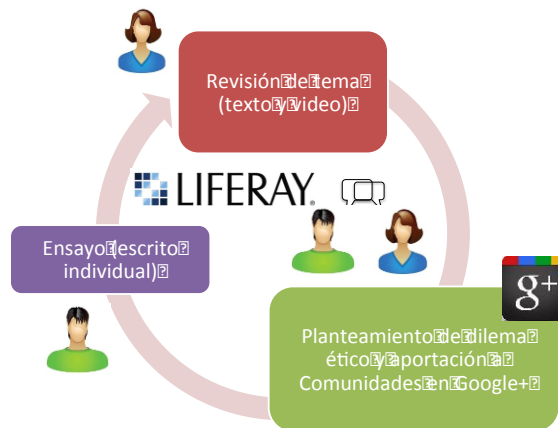 Revisión de tema
(texto y video)
LIFERAY.
Ensayo (escrito
individual)
g+
Planteamiento de dilema
ético y aportación a
Comunidades en Google+